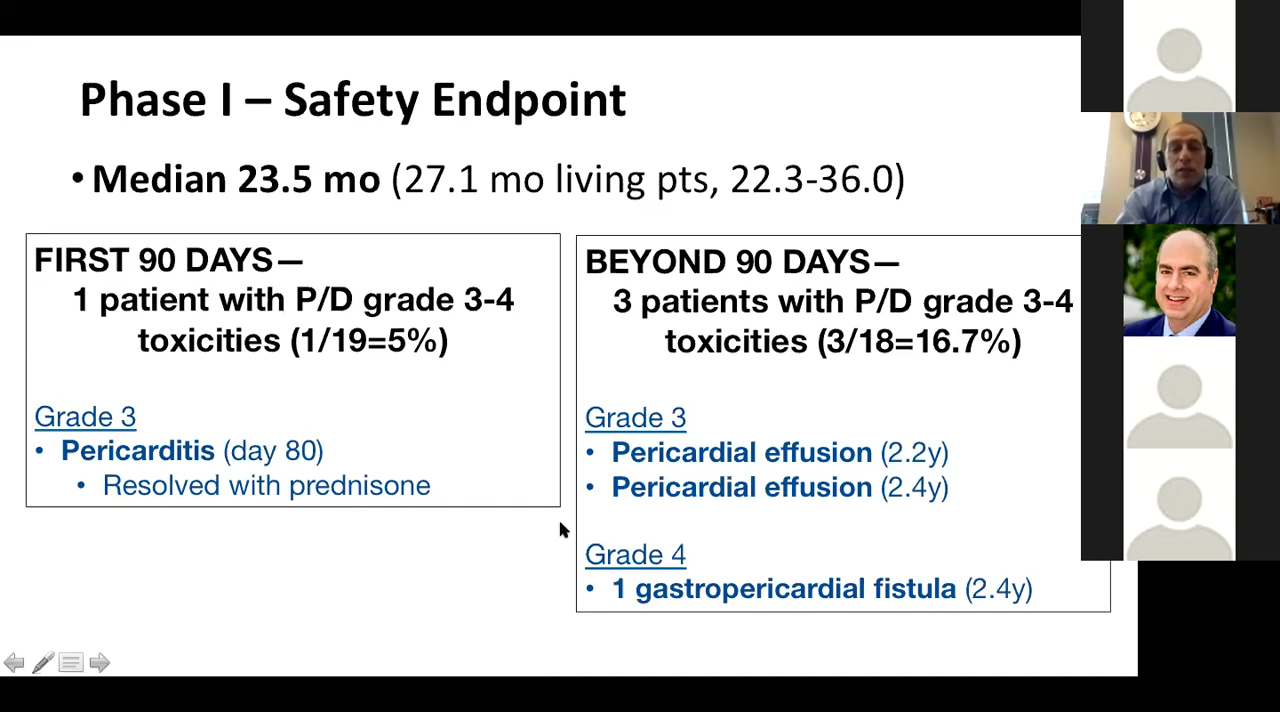 Phase I – Safety Endpoint
• Median 23.5 mo (27.1 mo living pts, 22.3-36.0)
FIRST 90 DAYS—
1 patient with P/D grade 3-4
toxicities (1/19=5%)
Grade 3
• Pericarditis (day 80)
• Resolved with prednisone
BEYOND 90 DAYS—
3 patients with P/D grade 3-4
toxicities (3/18=16.7%)
Grade 3
• Pericardial effusion (2.2y)
• Pericardial effusion (2.4y)
Grade 4
• 1 gastropericardial fistula (2.4y)